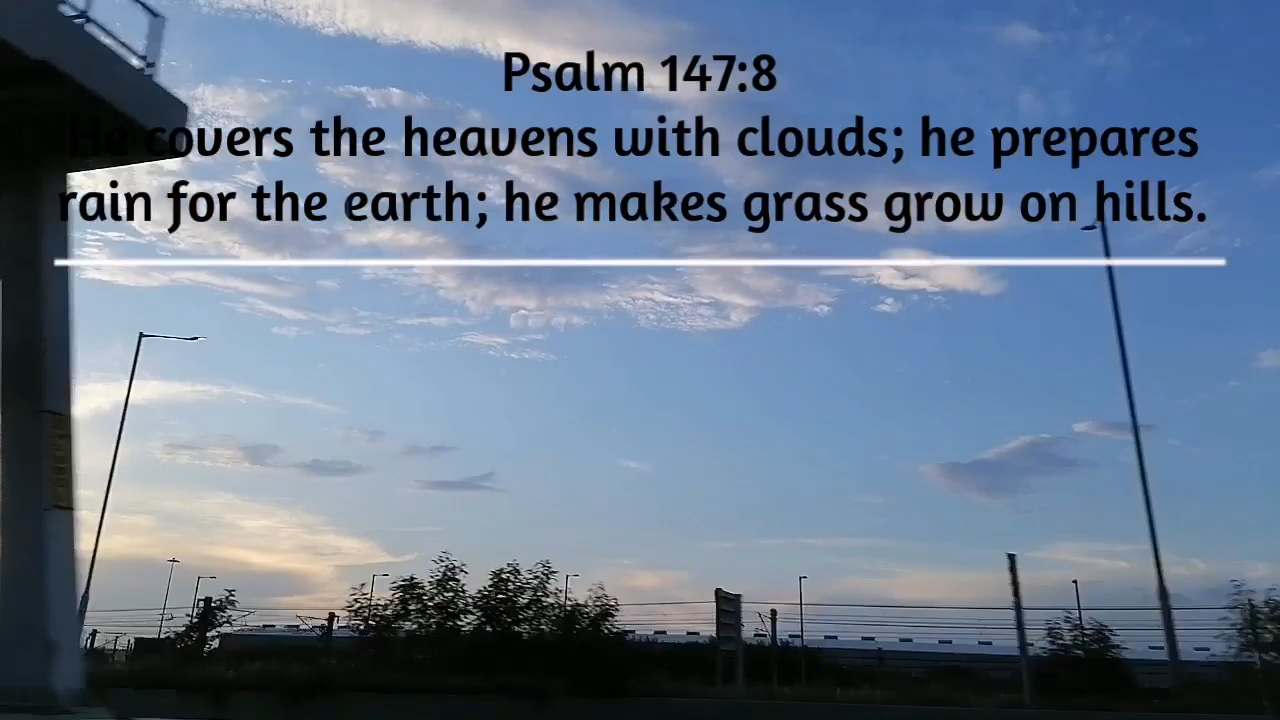 Psalm 147:8
He covers the heavens with clouds; he prepares
rain for the earth; he makes grass grow on hills.